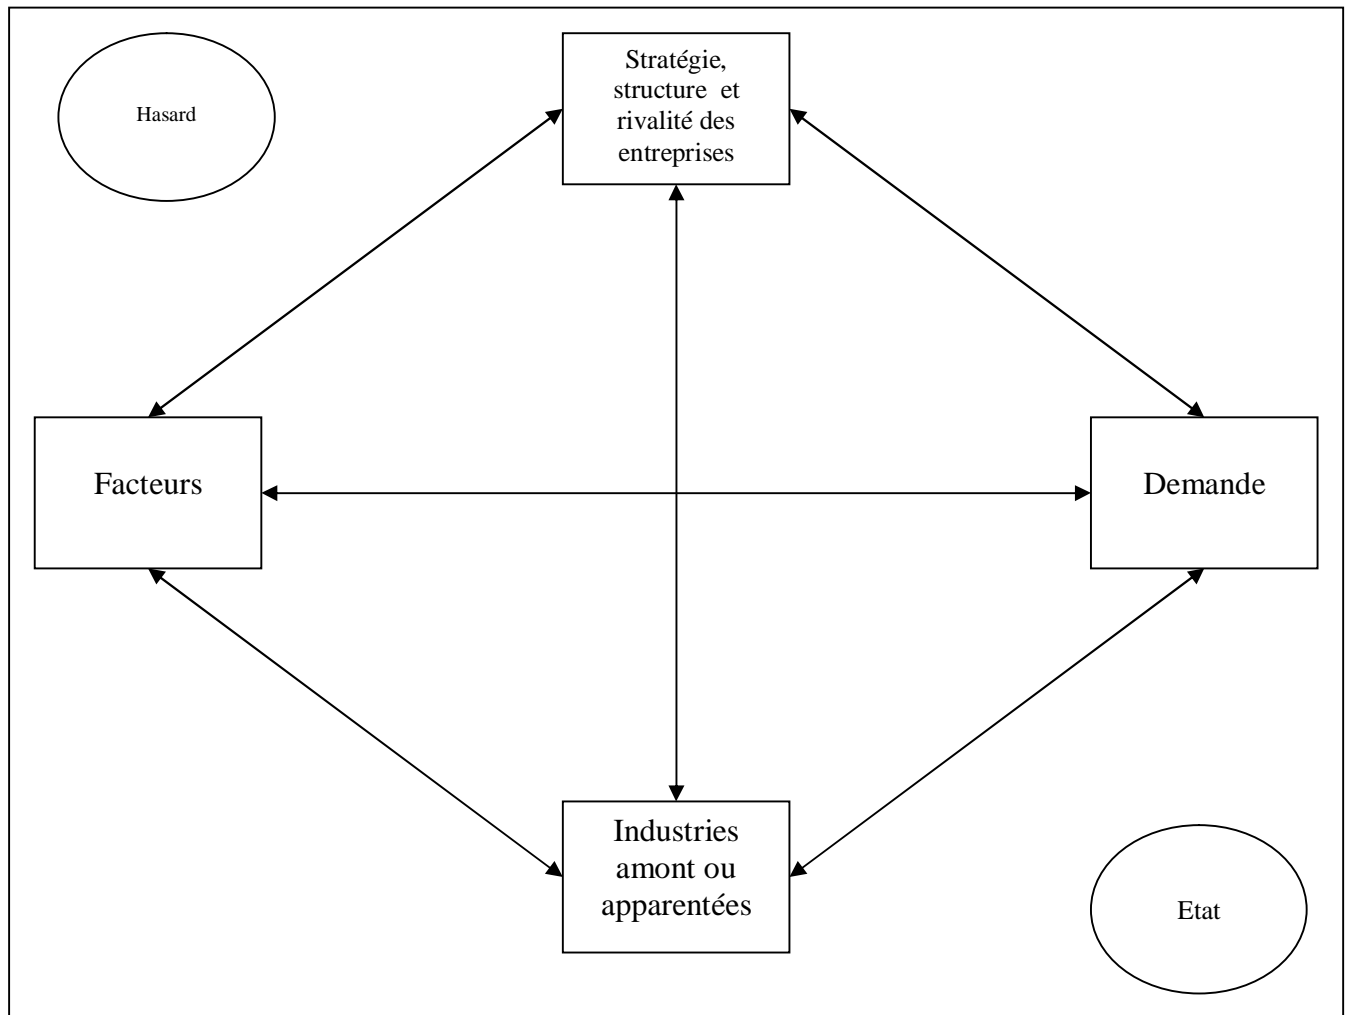 Hasard
Stratégie,
structure et
rivalité des
entreprises
Facteurs
Demande
Industries
amont ou
apparentées
Etat